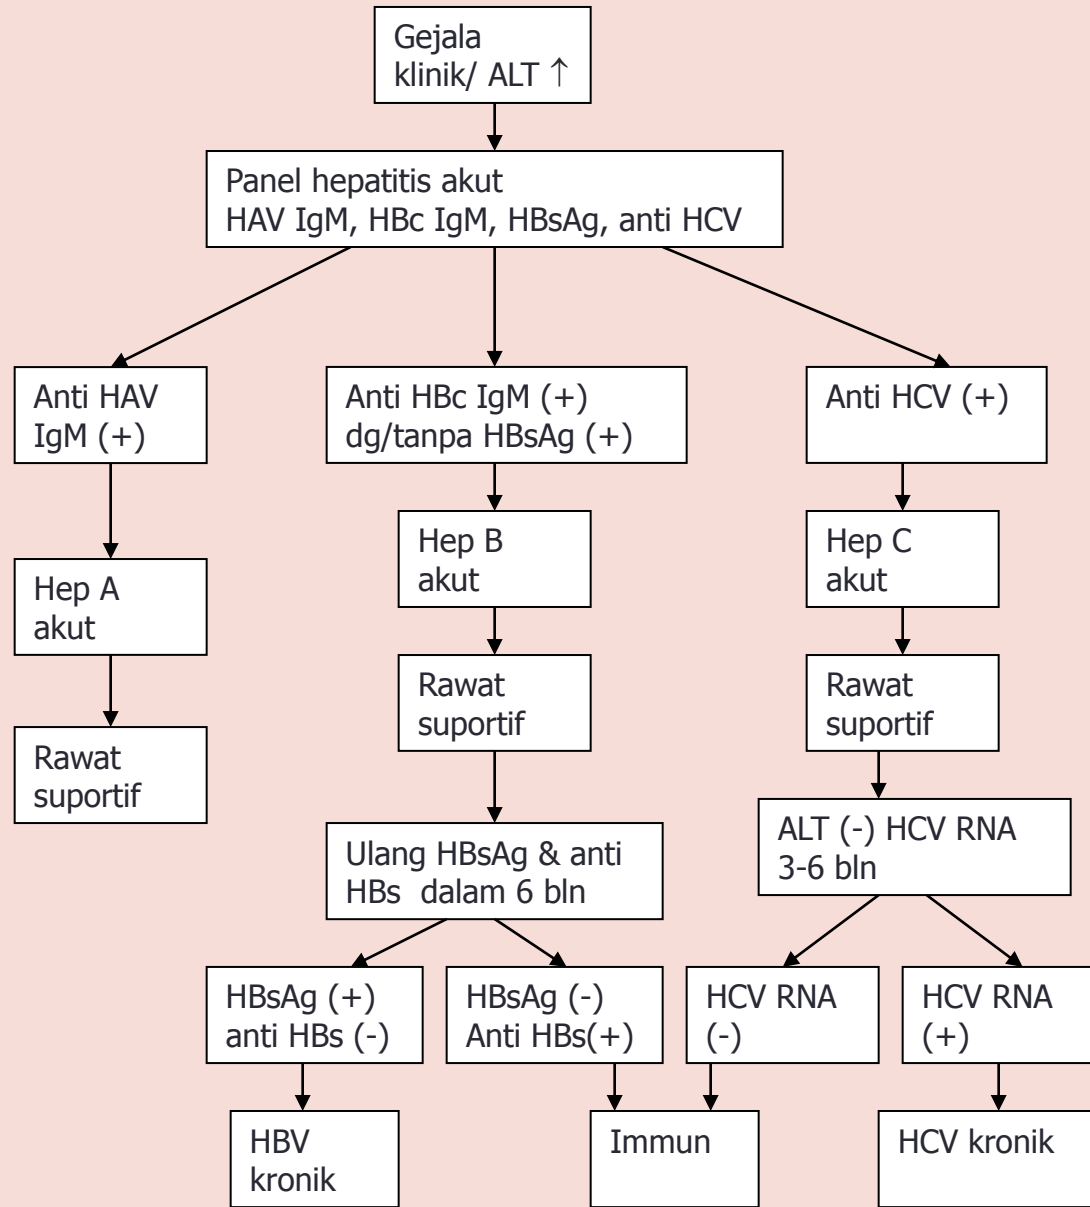 Gejala
klinik/ ALT ↑
Panel hepatitis akut
HAV IgM, HBc IgM, HBsAg, anti HCV
Anti HAV
IgM (+)
Anti HBc IgM (+)
dg/tanpa HBsAg (+)
Anti HCV (+)
Hep A
akut
Hep B
akut
Hep C
akut
Rawat
suportif
Rawat
suportif
Rawat
suportif
Ulang HBsAg & anti
HBs dalam 6 bln
ALT (-) HCV RNA
3-6 bln
HBsAg (+)
anti HBs (-)
HBsAg (-)
Anti HBs(+)
HCV RNA
(-)
HCV RNA
(+)
HBV
kronik
Immun
HCV kronik